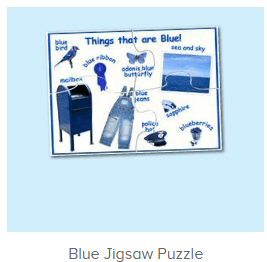 Things that are Blue!
blue
bird
blue ribbon
adonis blue
butterfly
sea and sky
mailbox
blue
jeans
sapphire
police
hat
blueberries
Blue Jigsaw Puzzle